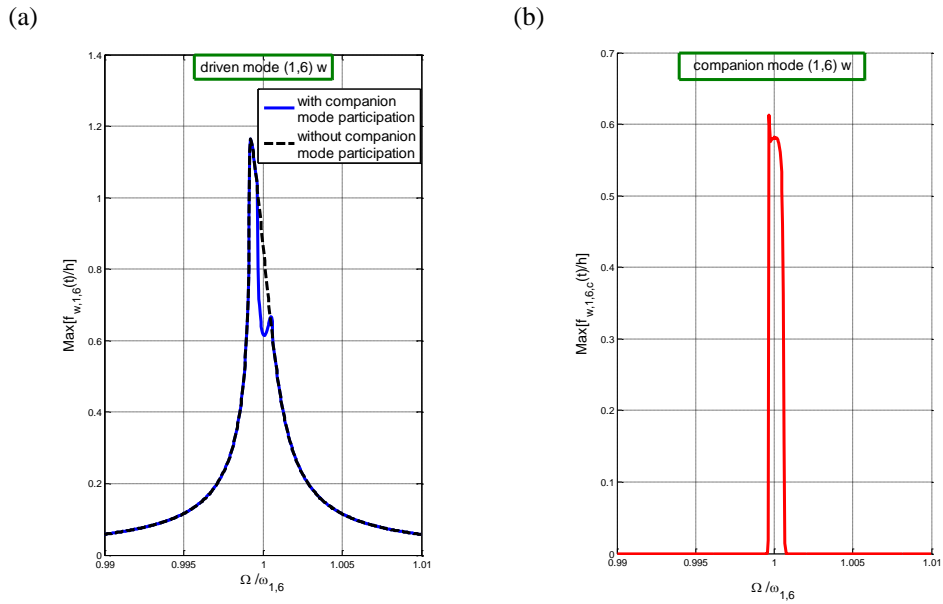 (a)
driven mode (1,6) w
with companion
mode participation
without companion
mode participation
Max[f_w,1,6(t)/h]
1.4
1.2
1
0.8
0.6
0.4
0.2
0
0.99
0.995
1
1.005
1.01
Ω /ω1,6
(b)
companion mode (1,6) w
Max[f_w,1,6,c(t)/h]
0.7
0.6
0.5
0.4
0.3
0.2
0.1
0
0.99
0.995
1
1.005
1.01
Ω /ω1,6